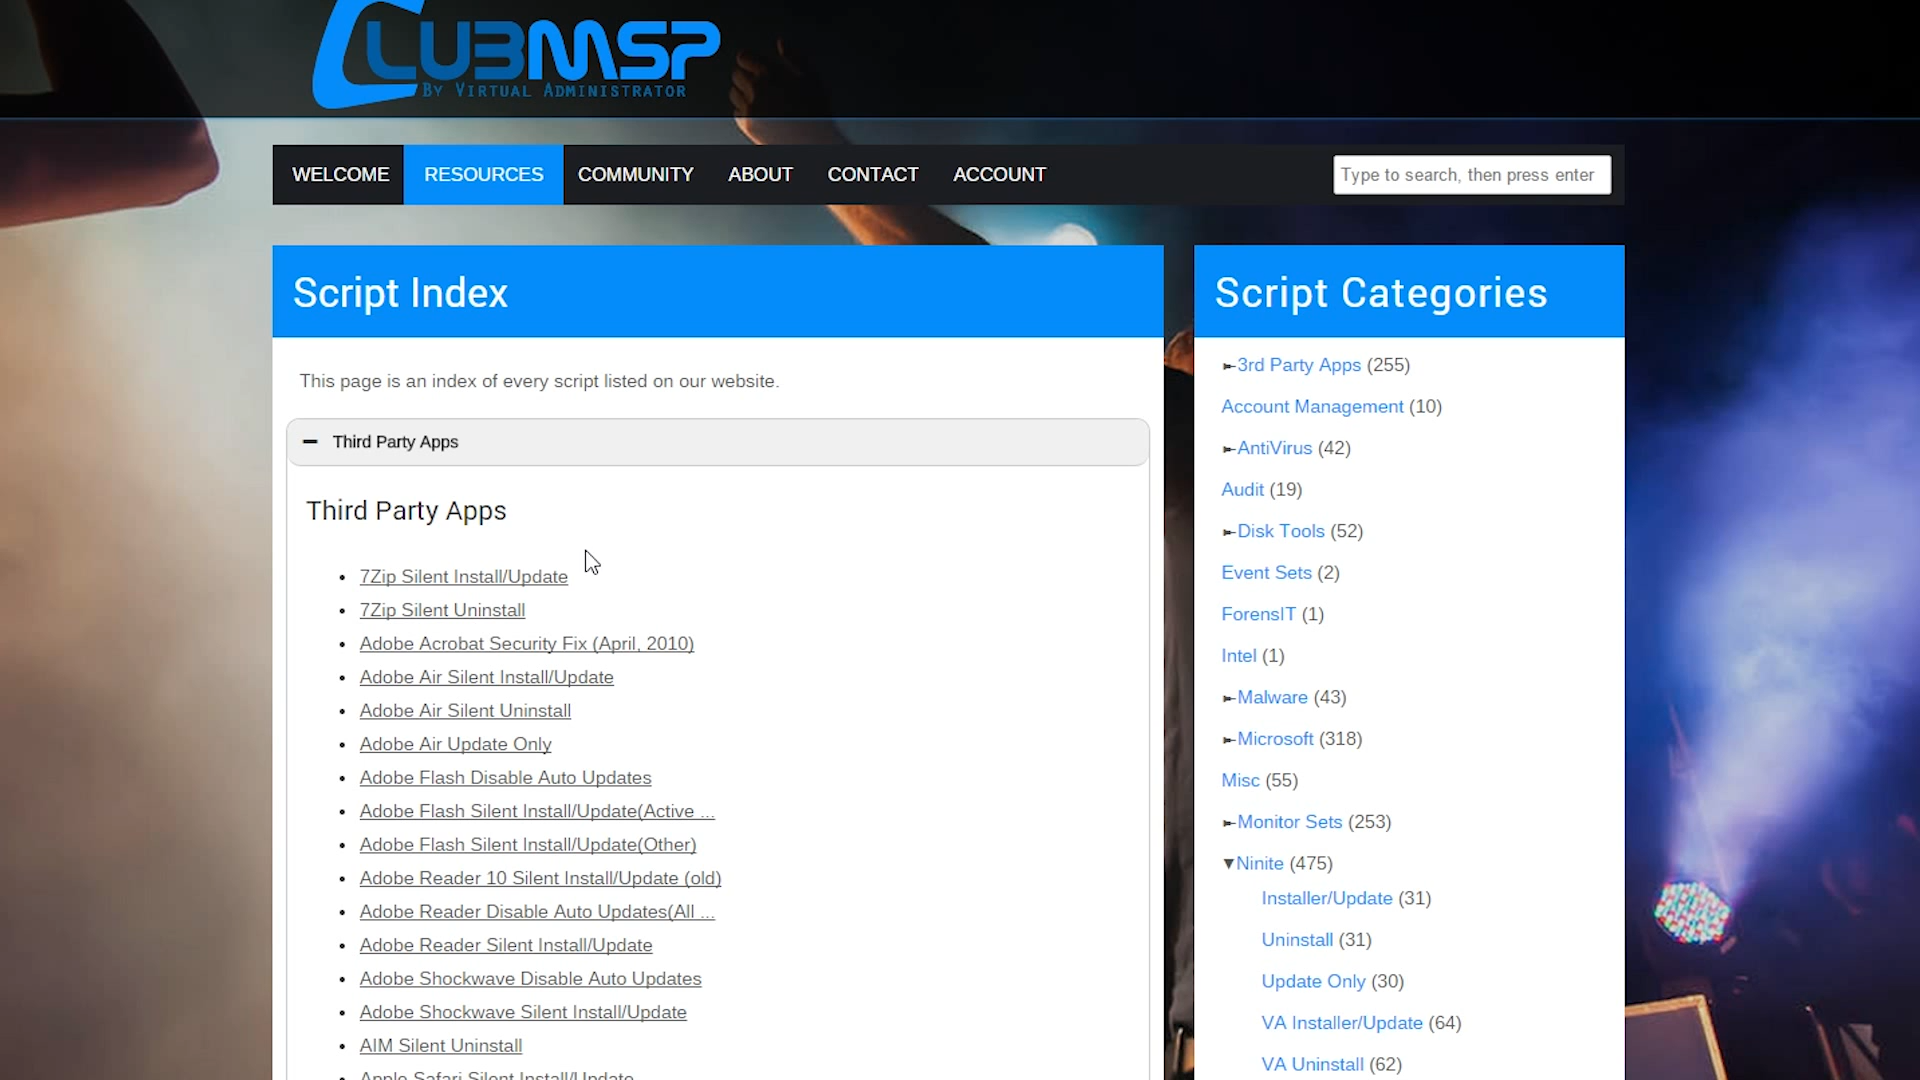 CLUBMSP
By Virtual Administrator
WELCOME
RESOURCES
COMMUNITY
ABOUT
CONTACT
ACCOUNT
Type to search, then press enter
Script Index
This page is an index of every script listed on our website.
Third Party Apps
Third Party Apps
7Zip Silent Install/Update
7Zip Silent Uninstall
Adobe Acrobat Security Fix (April, 2010)
Adobe Air Silent Install/Update
Adobe Air Silent Uninstall
Adobe Air Update Only
Adobe Flash Disable Auto Updates
Adobe Flash Silent Install/Update(Active ...
Adobe Flash Silent Install/Update(Other)
Adobe Reader 10 Silent Install/Update (old)
Adobe Reader Disable Auto Updates(All ...
Adobe Reader Silent Install/Update
Adobe Shockwave Disable Auto Updates
Adobe Shockwave Silent Install/Update
AIM Silent Uninstall
Apple Safari Silent Install/Update
Script Categories
►3rd Party Apps (255)
Account Management (10)
►AntiVirus (42)
Audit (19)
►Disk Tools (52)
Event Sets (2)
ForensIT (1)
Intel (1)
►Malware (43)
►Microsoft (318)
Misc (55)
►Monitor Sets (253)
▼Ninite (475)
Installer/Update (31)
Uninstall (31)
Update Only (30)
VA Installer/Update (64)
VA Uninstall (62)